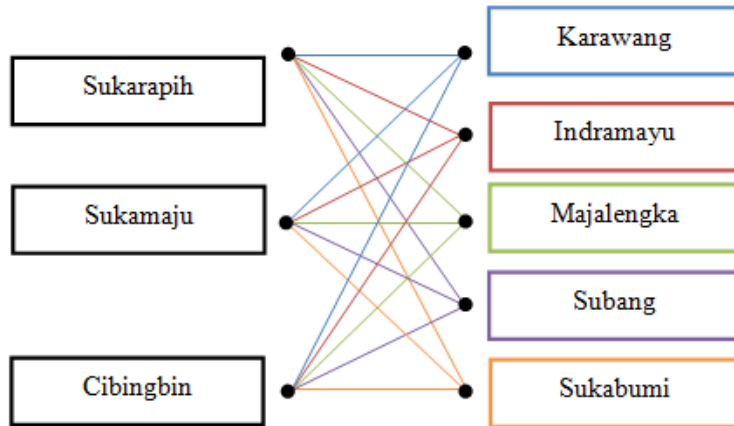 Sukarapih
Sukamaju
Cibingbin
Karawang
Indramayu
Majalengka
Subang
Sukabumi